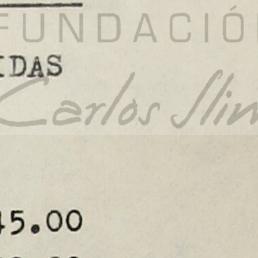 FUNDACIÓ
IDAS
Carlos Slim
45.00